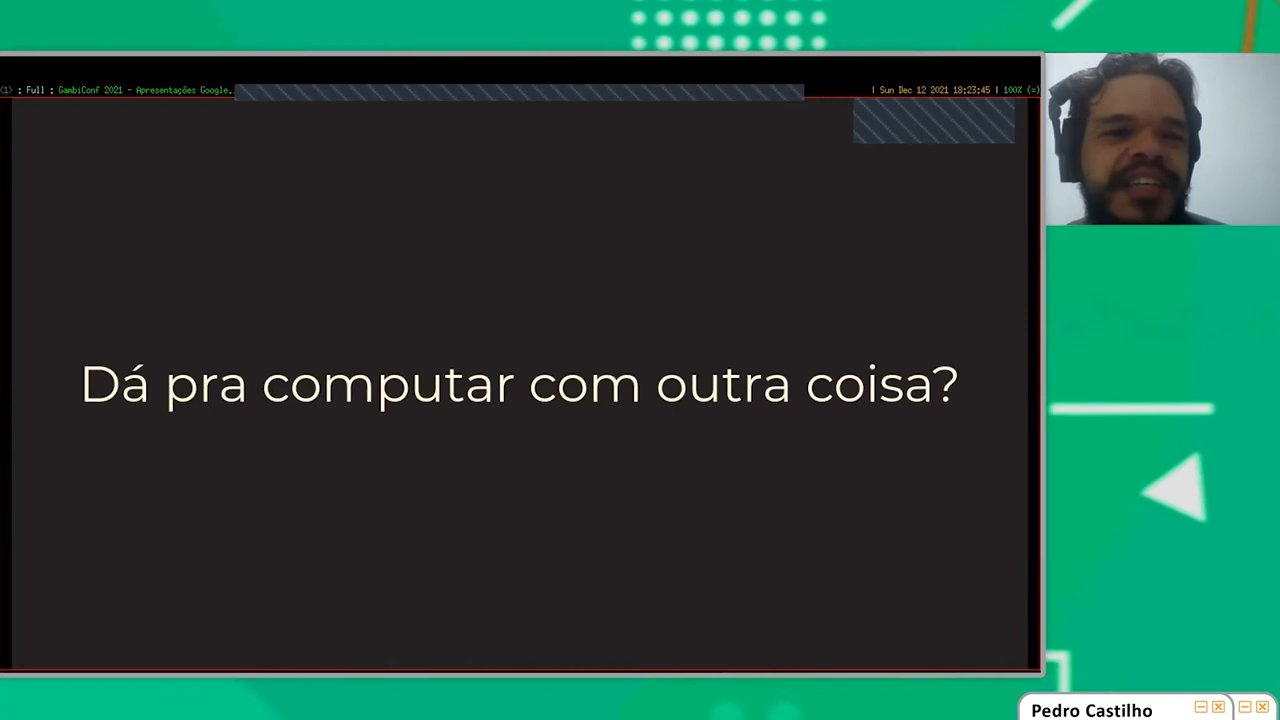 <1> : Full : GambiConf 2021 - Apresentações Google.
| Sun Dec 12 2021 18:23:45 | 100% (=)
Dá pra computar com outra coisa?
Pedro Castilho